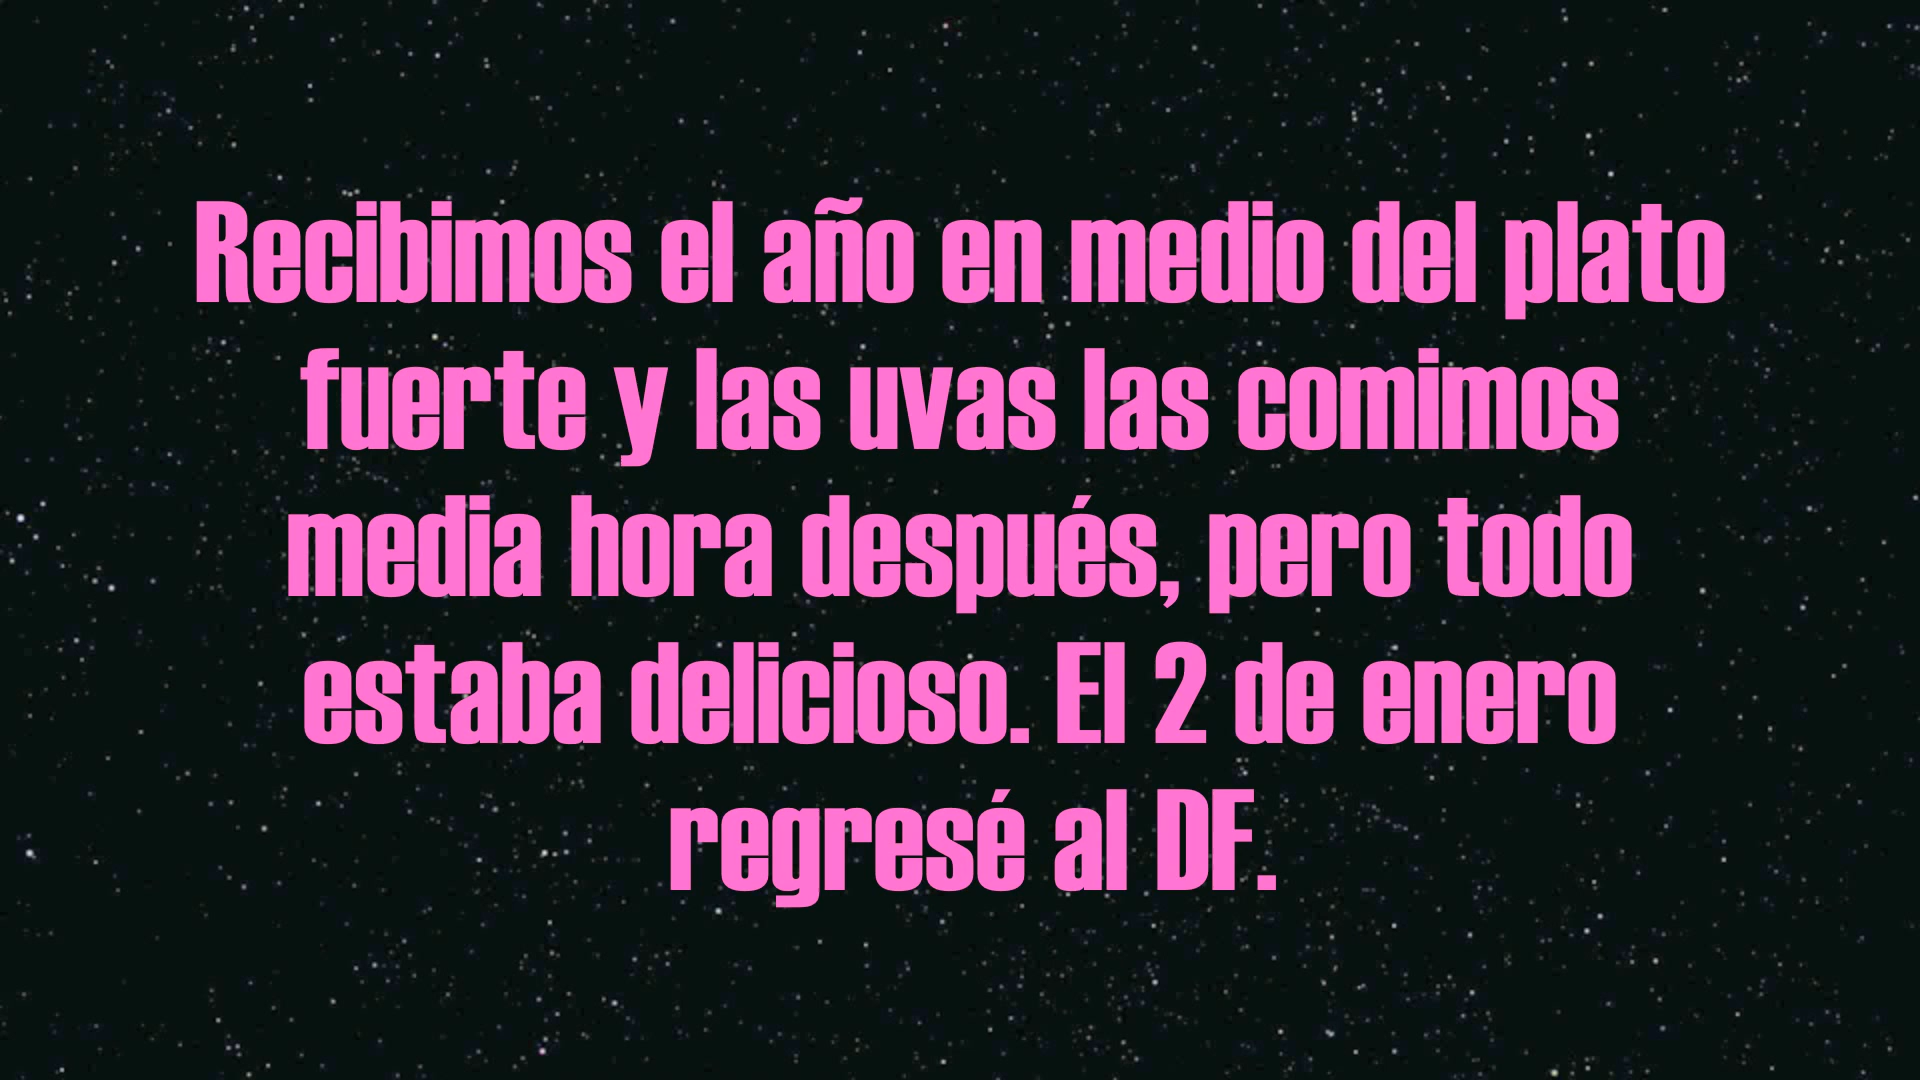 Recibimos el año en medio del plato
fuerte y las uvas las comimos
media hora después, pero todo
estaba delicioso. El 2 de enero
regresé al DF.